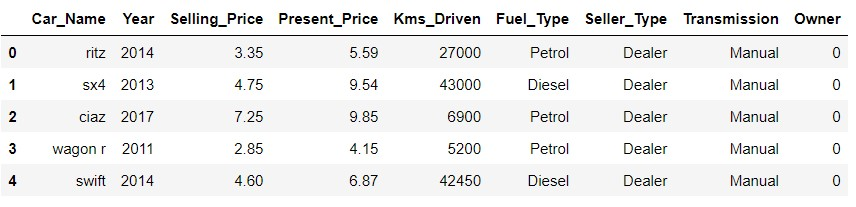 Car_Name Year Selling_Price Present_Price Kms_Driven Fuel_Type Seller_Type Transmission Owner
0 ritz 2014 3.35 5.59 27000 Petrol Dealer Manual 0
1 sx4 2013 4.75 9.54 43000 Diesel Dealer Manual 0
2 ciaz 2017 7.25 9.85 6900 Petrol Dealer Manual 0
3 wagon r 2011 2.85 4.15 5200 Petrol Dealer Manual 0
4 swift 2014 4.60 6.87 42450 Diesel Dealer Manual 0